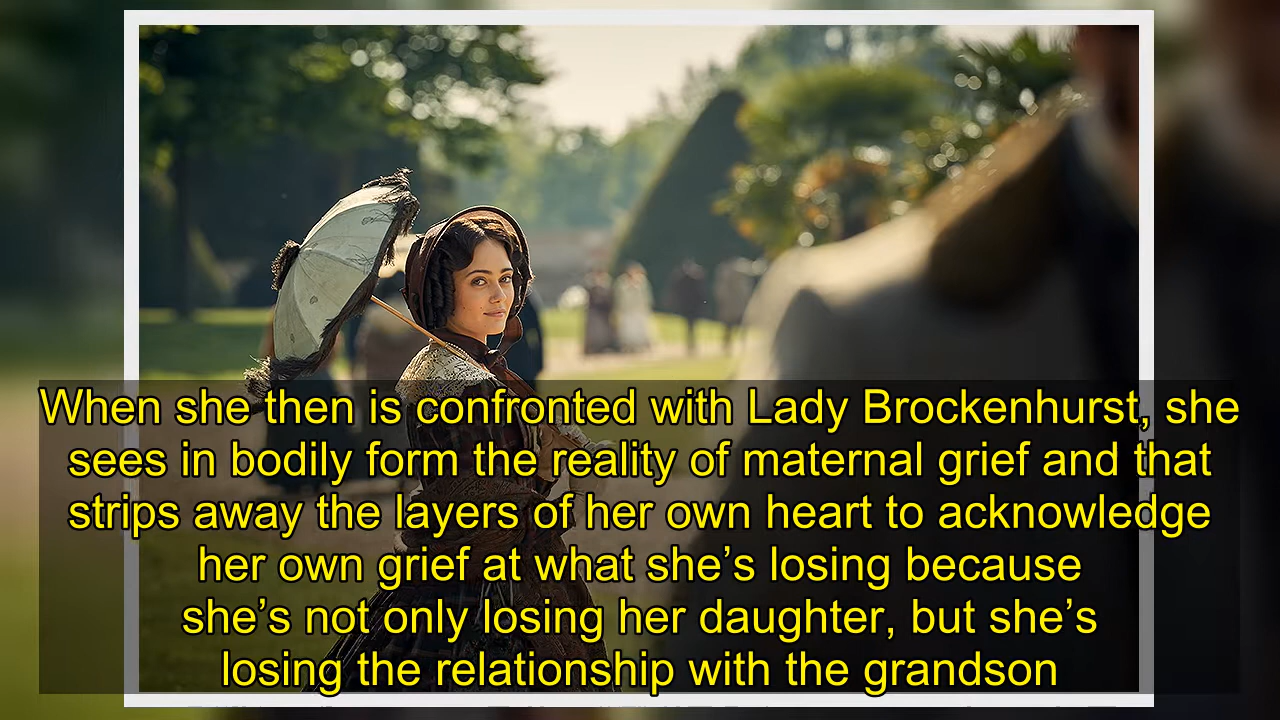 When she then is confronted with Lady Brockenhurst, she
sees in bodily form the reality of maternal grief and that
strips away the layers of her own heart to acknowledge
her own grief at what she’s losing because
she’s not only losing her daughter, but she’s
losing the relationship with the grandson